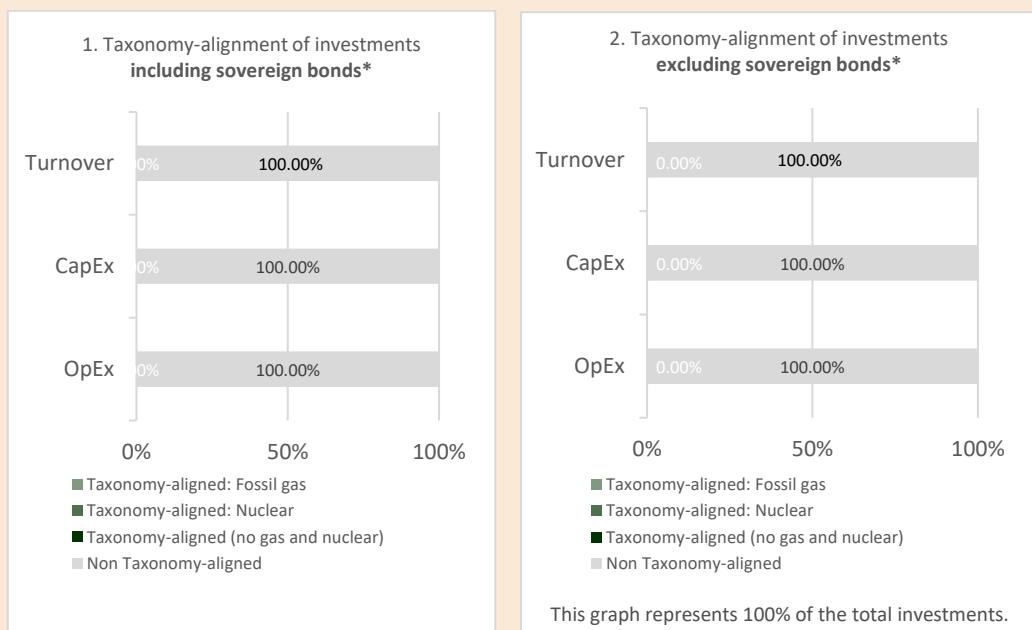 1. Taxonomy-alignment of investments
including sovereign bonds*
Turnover
0%
100.00%
CapEx
0%
100.00%
OpEx
0%
100.00%
0% 50% 100%
Taxonomy-aligned: Fossil gas
Taxonomy-aligned: Nuclear
Taxonomy-aligned (no gas and nuclear)
Non Taxonomy-aligned
2. Taxonomy-alignment of investments
excluding sovereign bonds*
Turnover
0.00%
100.00%
CapEx
0.00%
100.00%
OpEx
0.00%
100.00%
0% 50% 100%
Taxonomy-aligned: Fossil gas
Taxonomy-aligned: Nuclear
Taxonomy-aligned (no gas and nuclear)
Non Taxonomy-aligned
This graph represents 100% of the total investments.